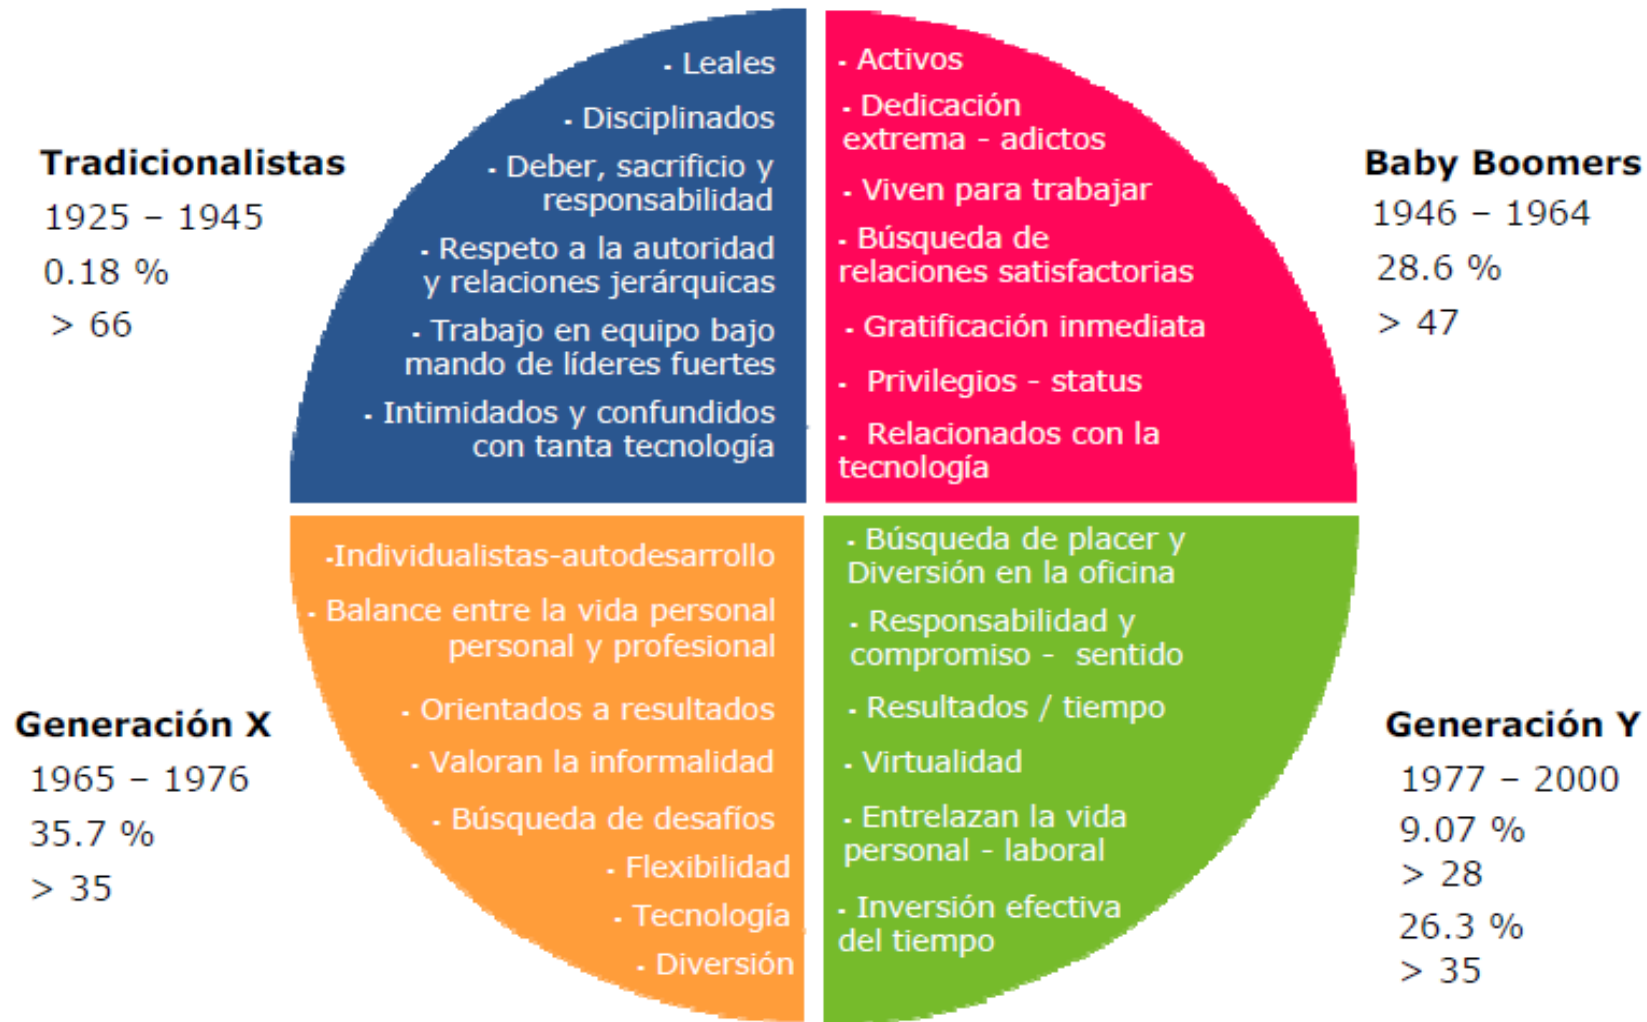 Tradicionalistas
1925 – 1945
0.18 %
> 66
- Leales
- Disciplinados
- Deber, sacrificio y
responsabilidad
- Respeto a la autoridad
y relaciones jerárquicas
- Trabajo en equipo bajo
mando de líderes fuertes
- Intimidados y confundidos
con tanta tecnología
- Activos
- Dedicación
extrema - adictos
- Viven para trabajar
- Búsqueda de
relaciones satisfactorias
- Gratificación inmediata
- Privilegios - status
- Relacionados con la
tecnología
Baby Boomers
1946 – 1964
28.6 %
> 47
Generación X
1965 – 1976
35.7 %
> 35
-Individualistas-autodesarrollo
- Balance entre la vida personal
personal y profesional
- Orientados a resultados
- Valoran la informalidad
- Búsqueda de desafíos
- Flexibilidad
- Tecnología
- Diversión
- Búsqueda de placer y
Diversión en la oficina
- Responsabilidad y
compromiso - sentido
- Resultados / tiempo
- Virtualidad
- Entrelazan la vida
personal - laboral
- Inversión efectiva
del tiempo
Generación Y
1977 – 2000
9.07 %
> 28
26.3 %
> 35